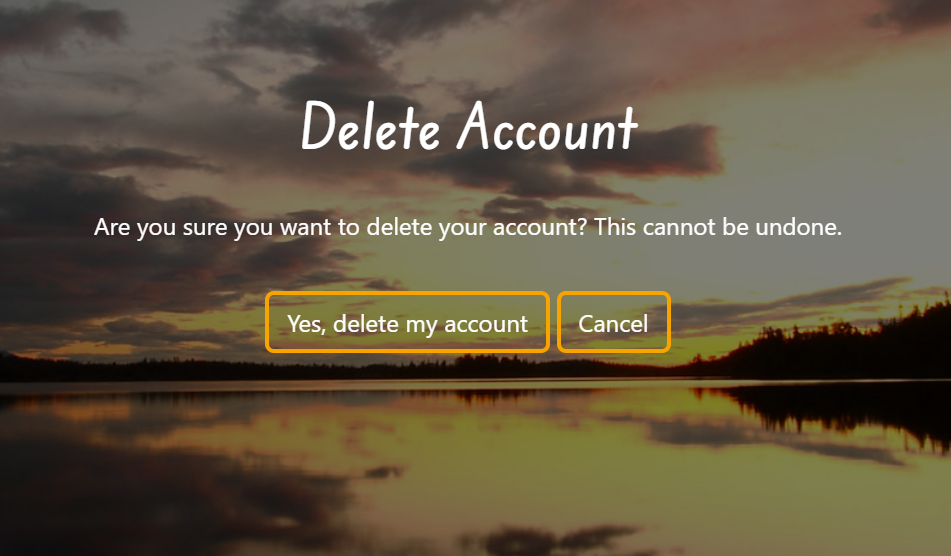 Delete Account
Are you sure you want to delete your account? This cannot be undone.
Yes, delete my account
Cancel